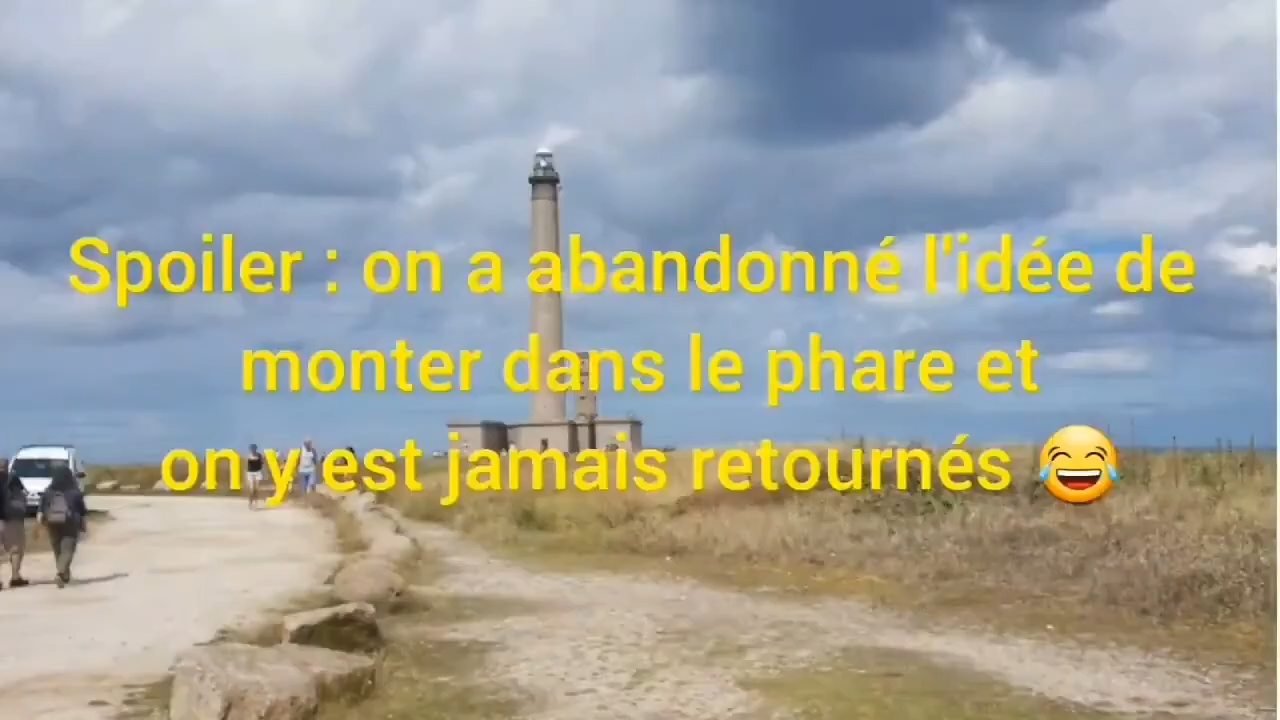 Spoiler : on a abandonné l'idée de
monter dans le phare et
on y est jamais retournés 😂